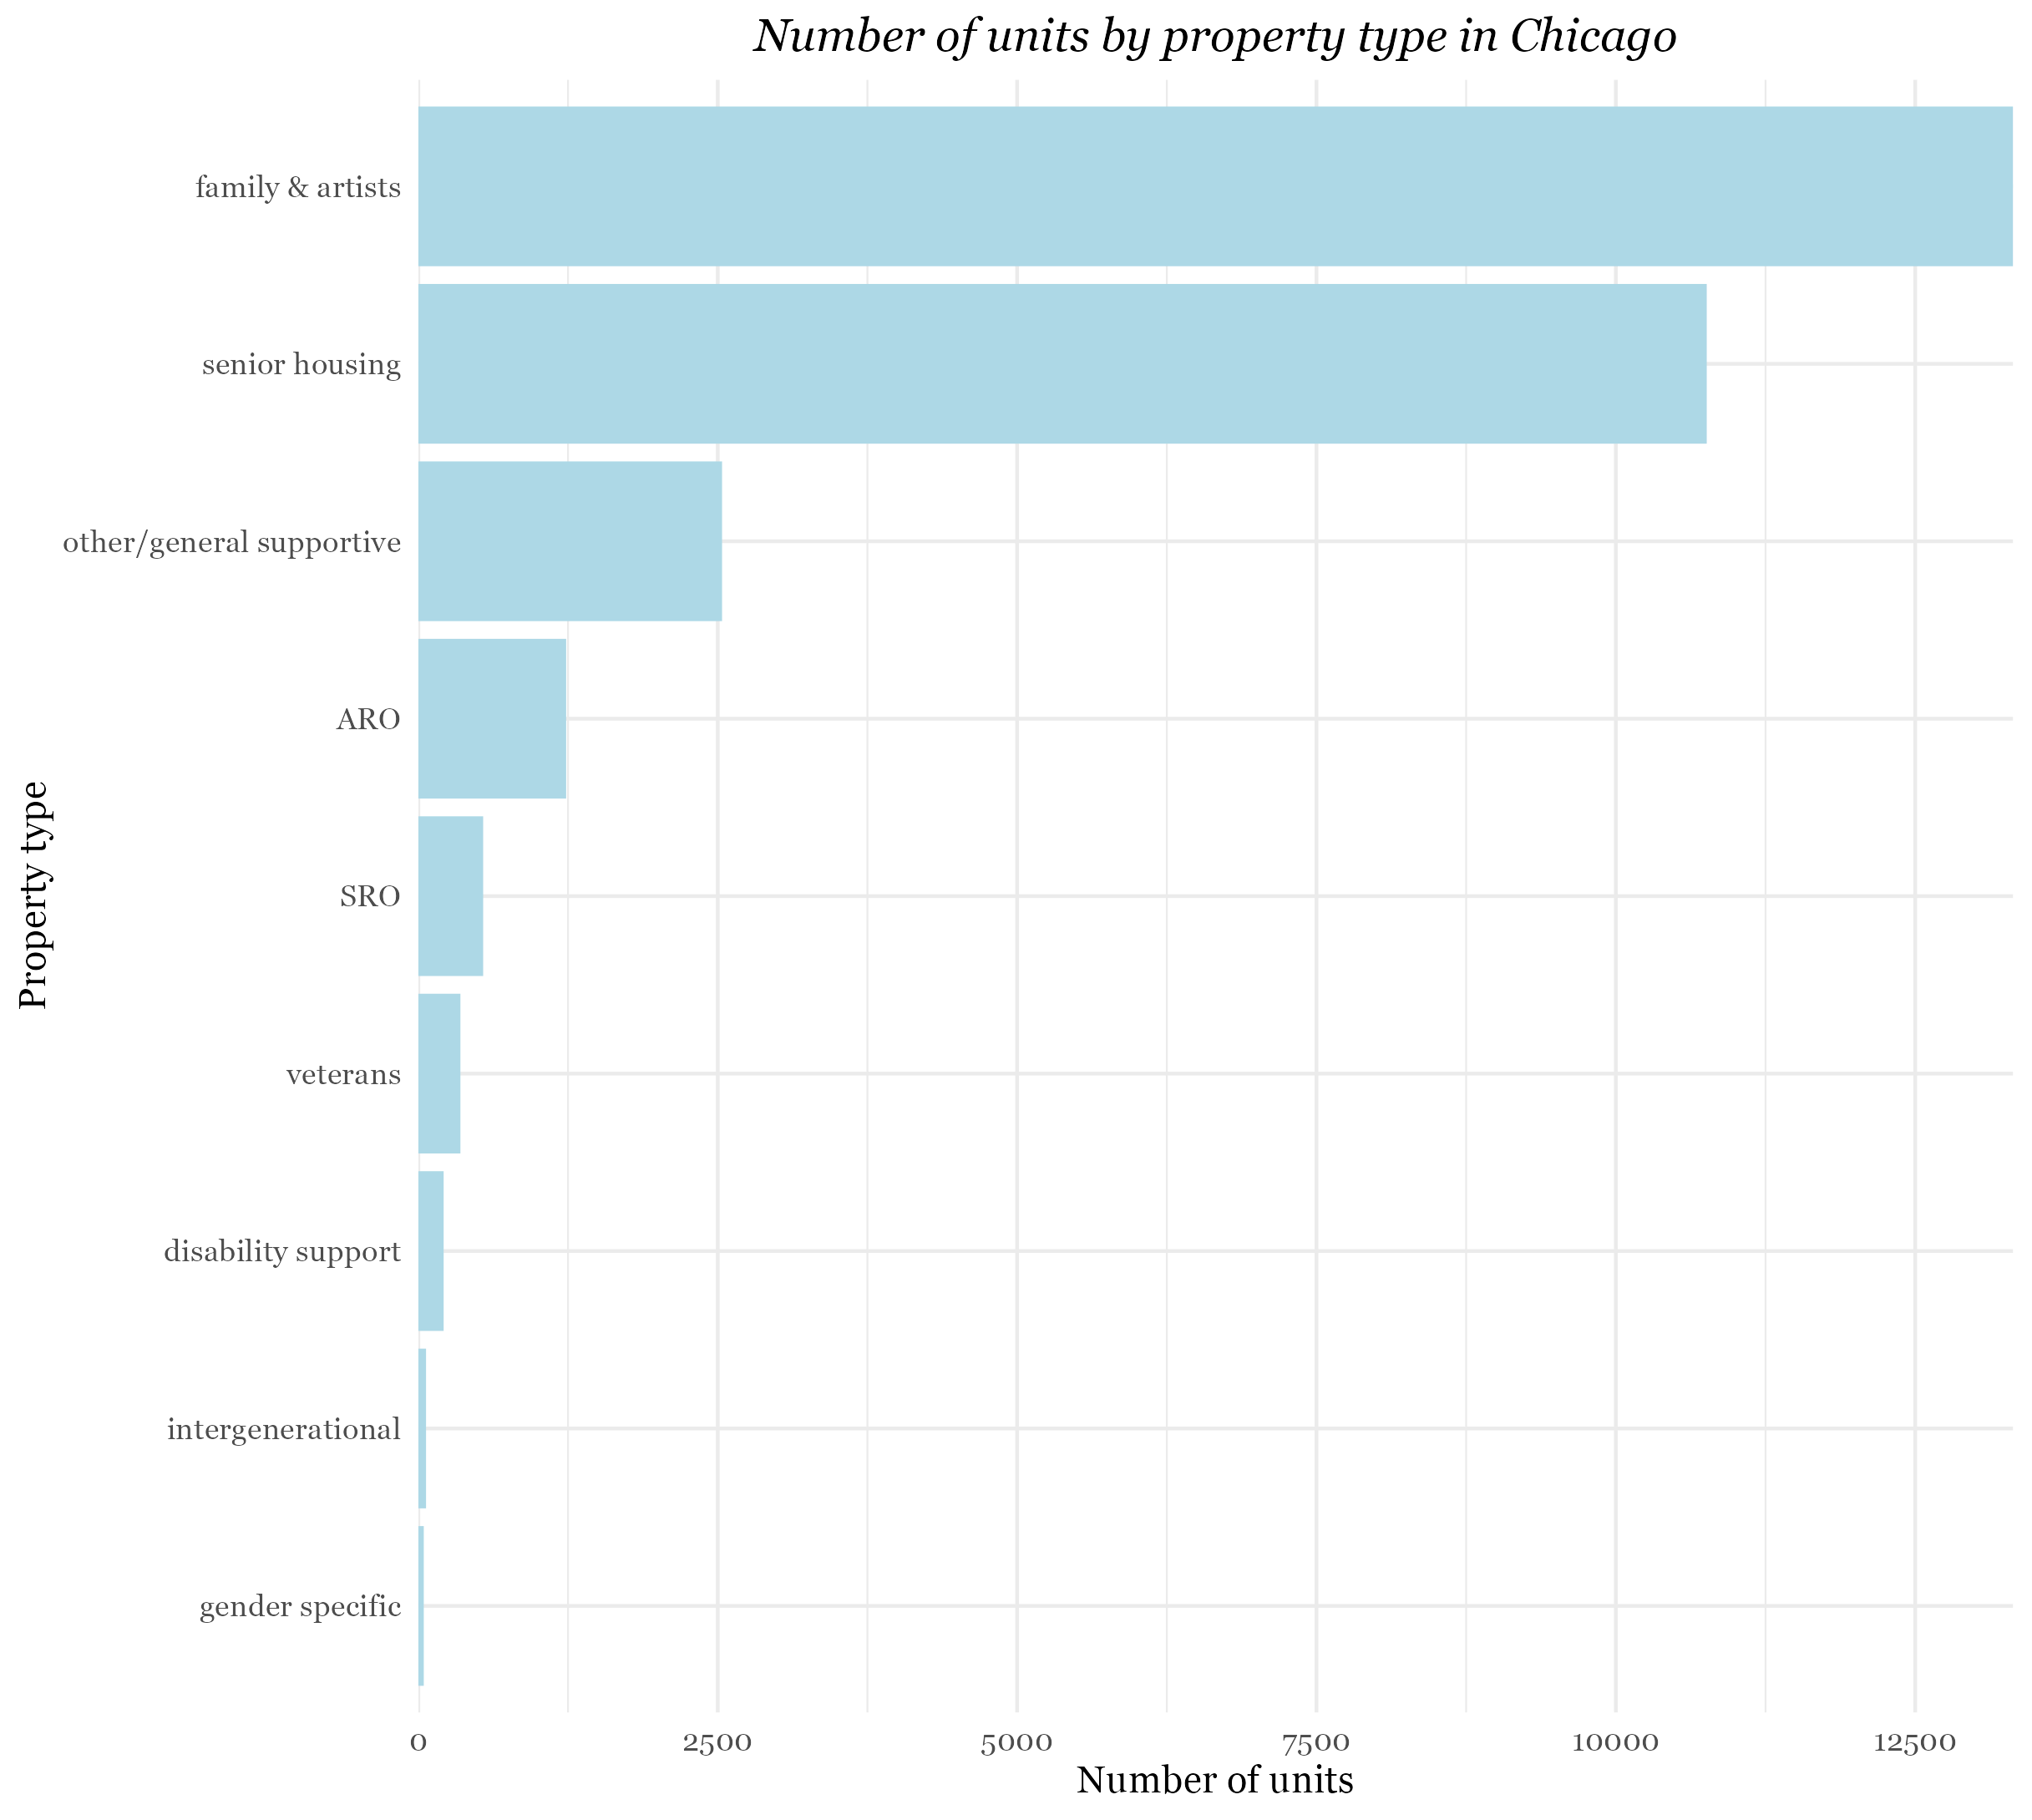 Number of units by property type in Chicago
family & artists
senior housing
other/general supportive
ARO
SRO
veterans
disability support
intergenerational
gender specific
Property type
0 2500 5000 7500 10000 12500
Number of units